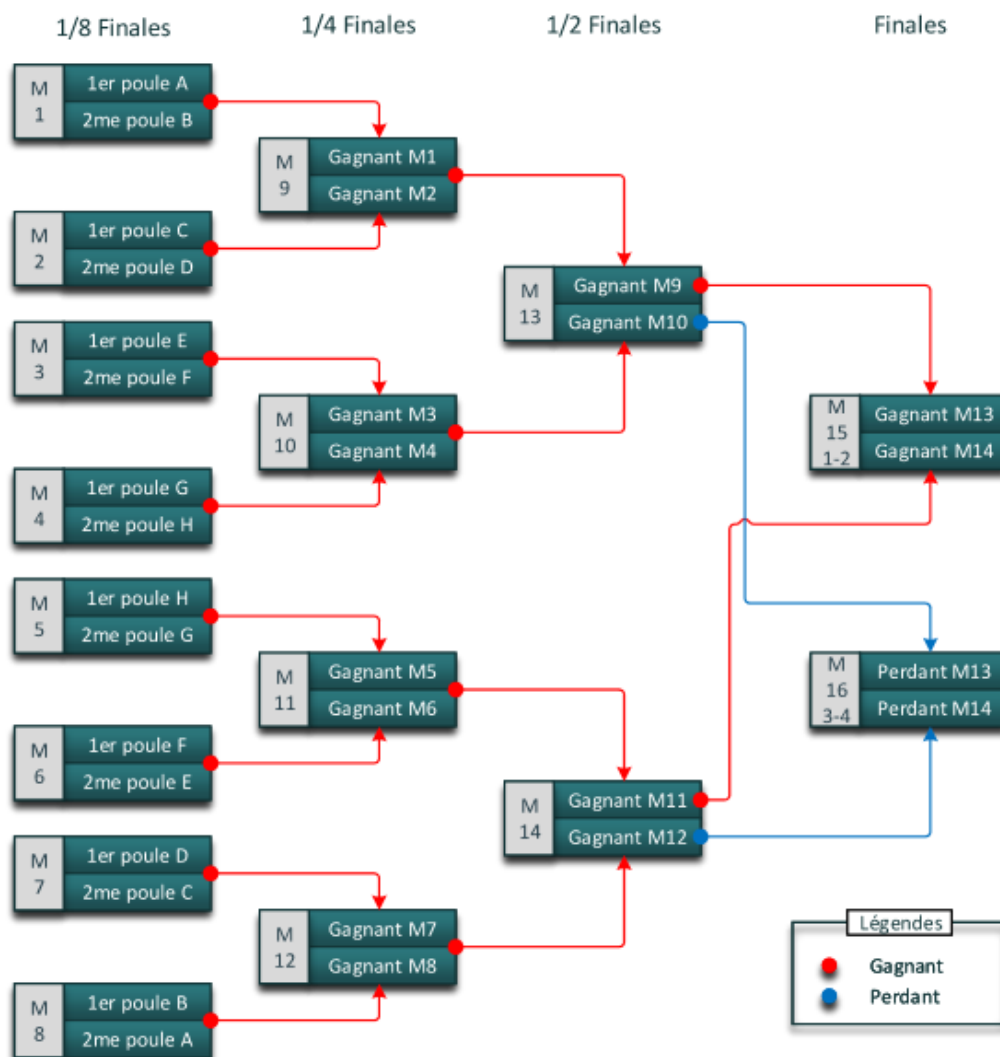 1/8 Finales
1/4 Finales
1/2 Finales
Finales
M
1
1er poule A
2me poule B
M
2
1er poule C
2me poule D
M
3
1er poule E
2me poule F
M
4
1er poule G
2me poule H
M
5
1er poule H
2me poule G
M
6
1er poule F
2me poule E
M
7
1er poule D
2me poule C
M
8
1er poule B
2me poule A
M
9
Gagnant M1
Gagnant M2
M
10
Gagnant M3
Gagnant M4
M
11
Gagnant M5
Gagnant M6
M
12
Gagnant M7
Gagnant M8
M
13
Gagnant M9
Gagnant M10
M
14
Gagnant M11
Gagnant M12
M
15
1-2
Gagnant M13
Gagnant M14
M
16
3-4
Perdant M13
Perdant M14
Légendes
Gagnant
Perdant